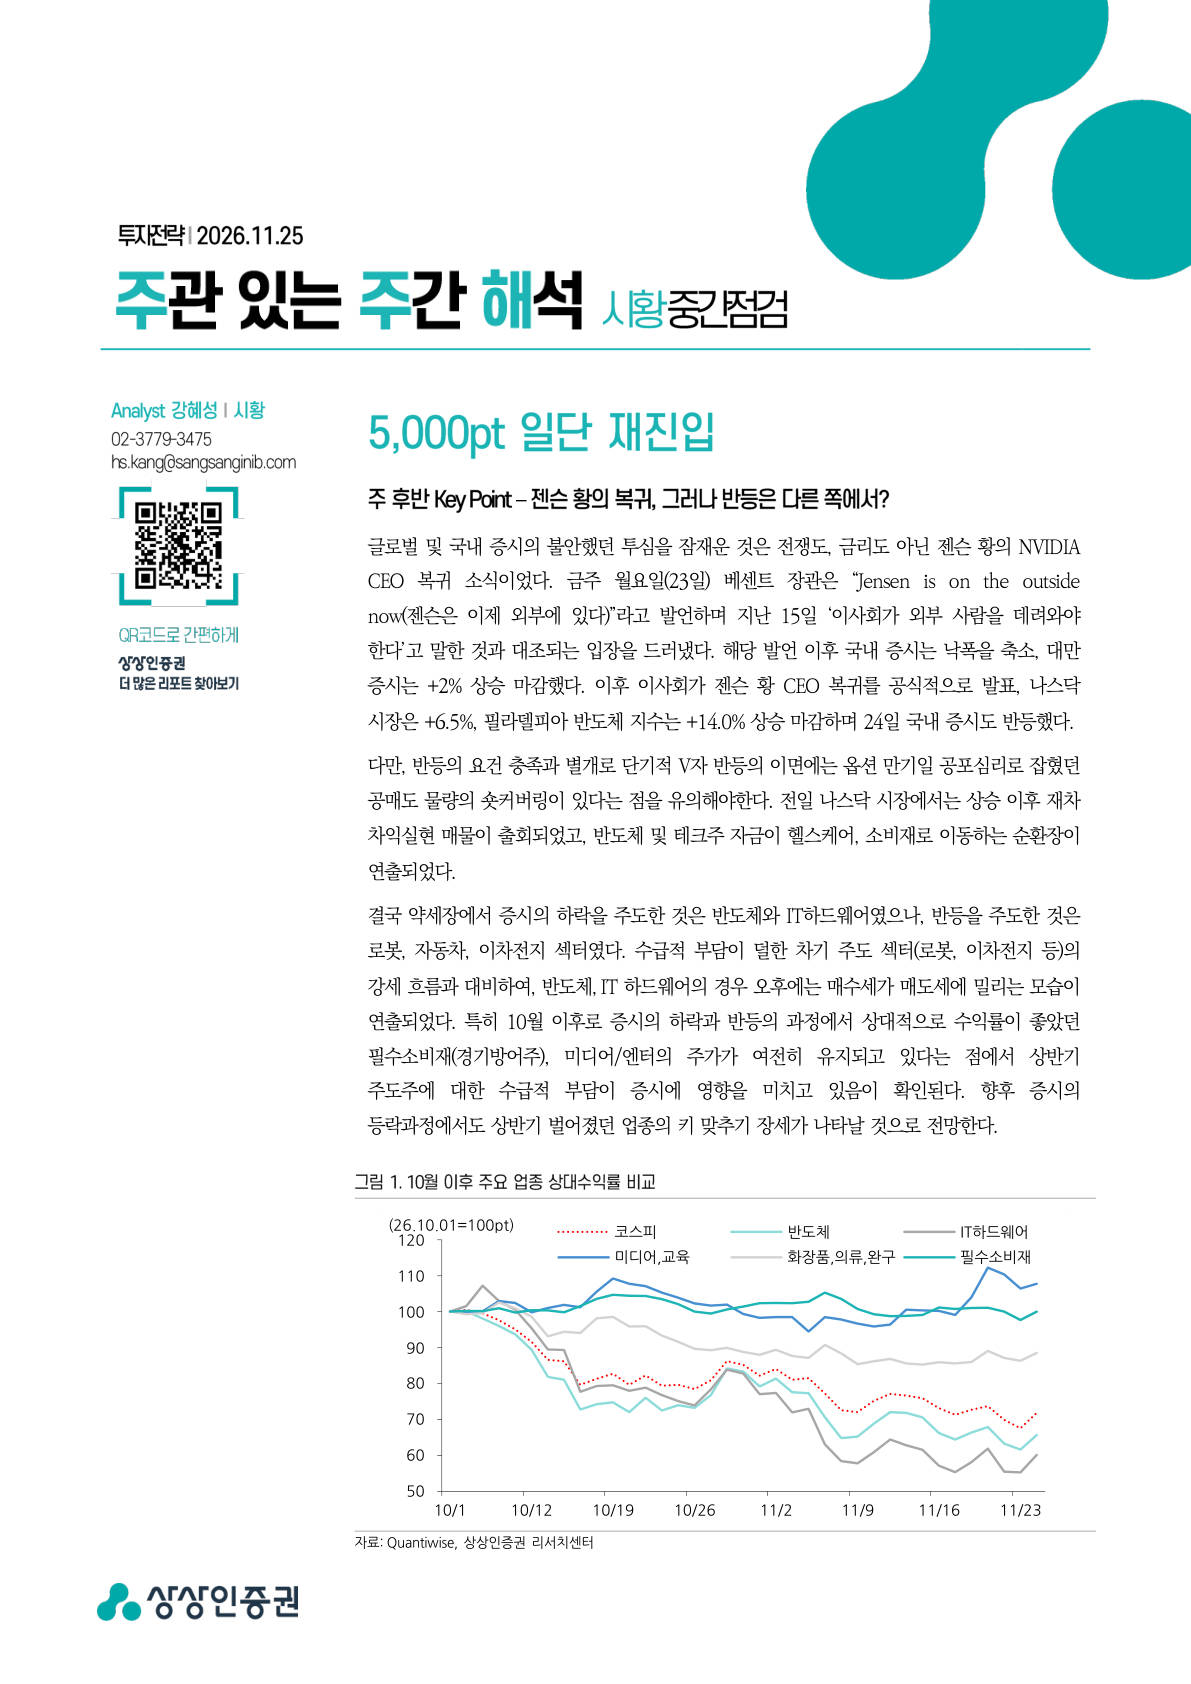 투자전략 | 2026.11.25
주관 있는 주간 해석 시황중간점검
Analyst 강혜성 | 시황
02-3779-3475
hs.kang@sangsanginib.com
QR코드로 간편하게
상상인증권
더 많은 리포트 찾아보기
5,000pt 일단 재진입
주 후반 Key Point – 젠슨 황의 복귀, 그러나 반등은 다른 쪽에서?
글로벌 및 국내 증시의 불안했던 투심을 잠재운 것은 전쟁도, 금리도 아닌 젠슨 황의 NVIDIA
CEO 복귀 소식이었다. 금주 월요일(23일) 베센트 장관은 “Jensen is on the outside
now(젠슨은 이제 외부에 있다)”라고 발언하며 지난 15일 ‘이사회가 외부 사람을 데려와야
한다’고 말한 것과 대조되는 입장을 드러냈다. 해당 발언 이후 국내 증시는 낙폭을 축소, 대만
증시는 +2% 상승 마감했다. 이후 이사회가 젠슨 황 CEO 복귀를 공식적으로 발표, 나스닥
시장은 +6.5%, 필라델피아 반도체 지수는 +14.0% 상승 마감하며 24일 국내 증시도 반등했다.
다만, 반등의 요건 충족과 별개로 단기적 V자 반등의 이면에는 옵션 만기일 공포심리로 잡혔던
공매도 물량의 숏커버링이 있다는 점을 유의해야한다. 전일 나스닥 시장에서는 상승 이후 재차
차익실현 매물이 출회되었고, 반도체 및 테크주 자금이 헬스케어, 소비재로 이동하는 순환장이
연출되었다.
결국 약세장에서 증시의 하락을 주도한 것은 반도체와 IT하드웨어였으나, 반등을 주도한 것은
로봇, 자동차, 이차전지 섹터였다. 수급적 부담이 덜한 차기 주도 섹터(로봇, 이차전지 등)의
강세 흐름과 대비하여, 반도체, IT 하드웨어의 경우 오후에는 매수세가 매도세에 밀리는 모습이
연출되었다. 특히 10월 이후로 증시의 하락과 반등의 과정에서 상대적으로 수익률이 좋았던
필수소비재(경기방어주), 미디어/엔터의 주가가 여전히 유지되고 있다는 점에서 상반기
주도주에 대한 수급적 부담이 증시에 영향을 미치고 있음이 확인된다. 향후 증시의
등락과정에서도 상반기 벌어졌던 업종의 키 맞추기 장세가 나타날 것으로 전망한다.
그림 1. 10월 이후 주요 업종 상대수익률 비교
(26.10.01=100pt)
코스피 반도체 IT하드웨어
미디어,교육 화장품,의류,완구 필수소비재
120
110
100
90
80
70
60
50
10/1 10/12 10/19 10/26 11/2 11/9 11/16 11/23
자료: Quantiwise, 상상인증권 리서치센터
상상인증권